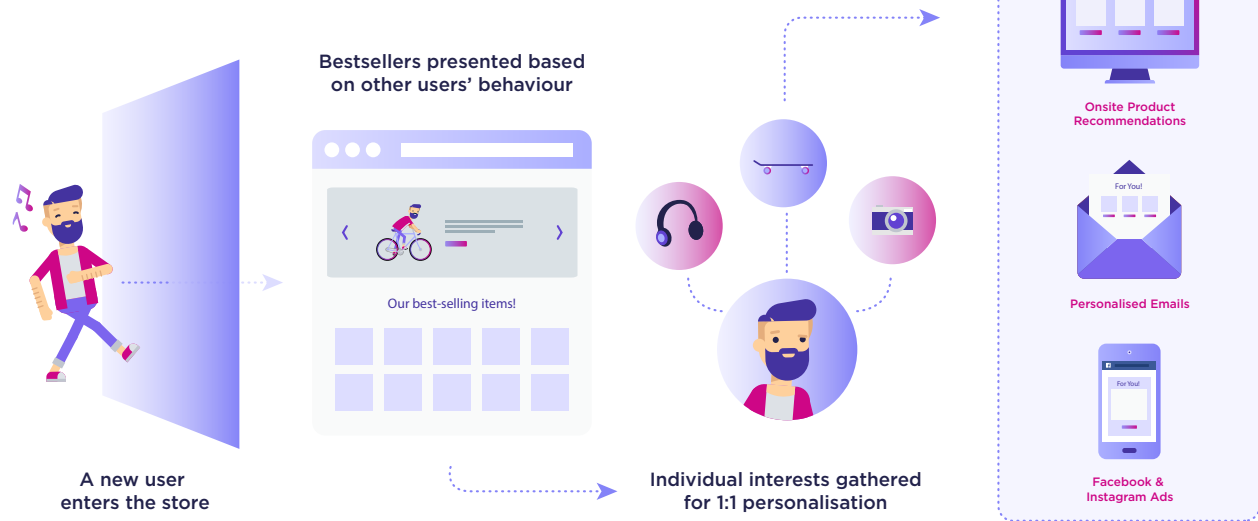 A new user
enters the store
Bestsellers presented based
on other users’ behaviour
Our best-selling items!
Individual interests gathered
for 1:1 personalisation
Onsite Product
Recommendations
For You!
Personalised Emails
For You!
Facebook &
Instagram Ads